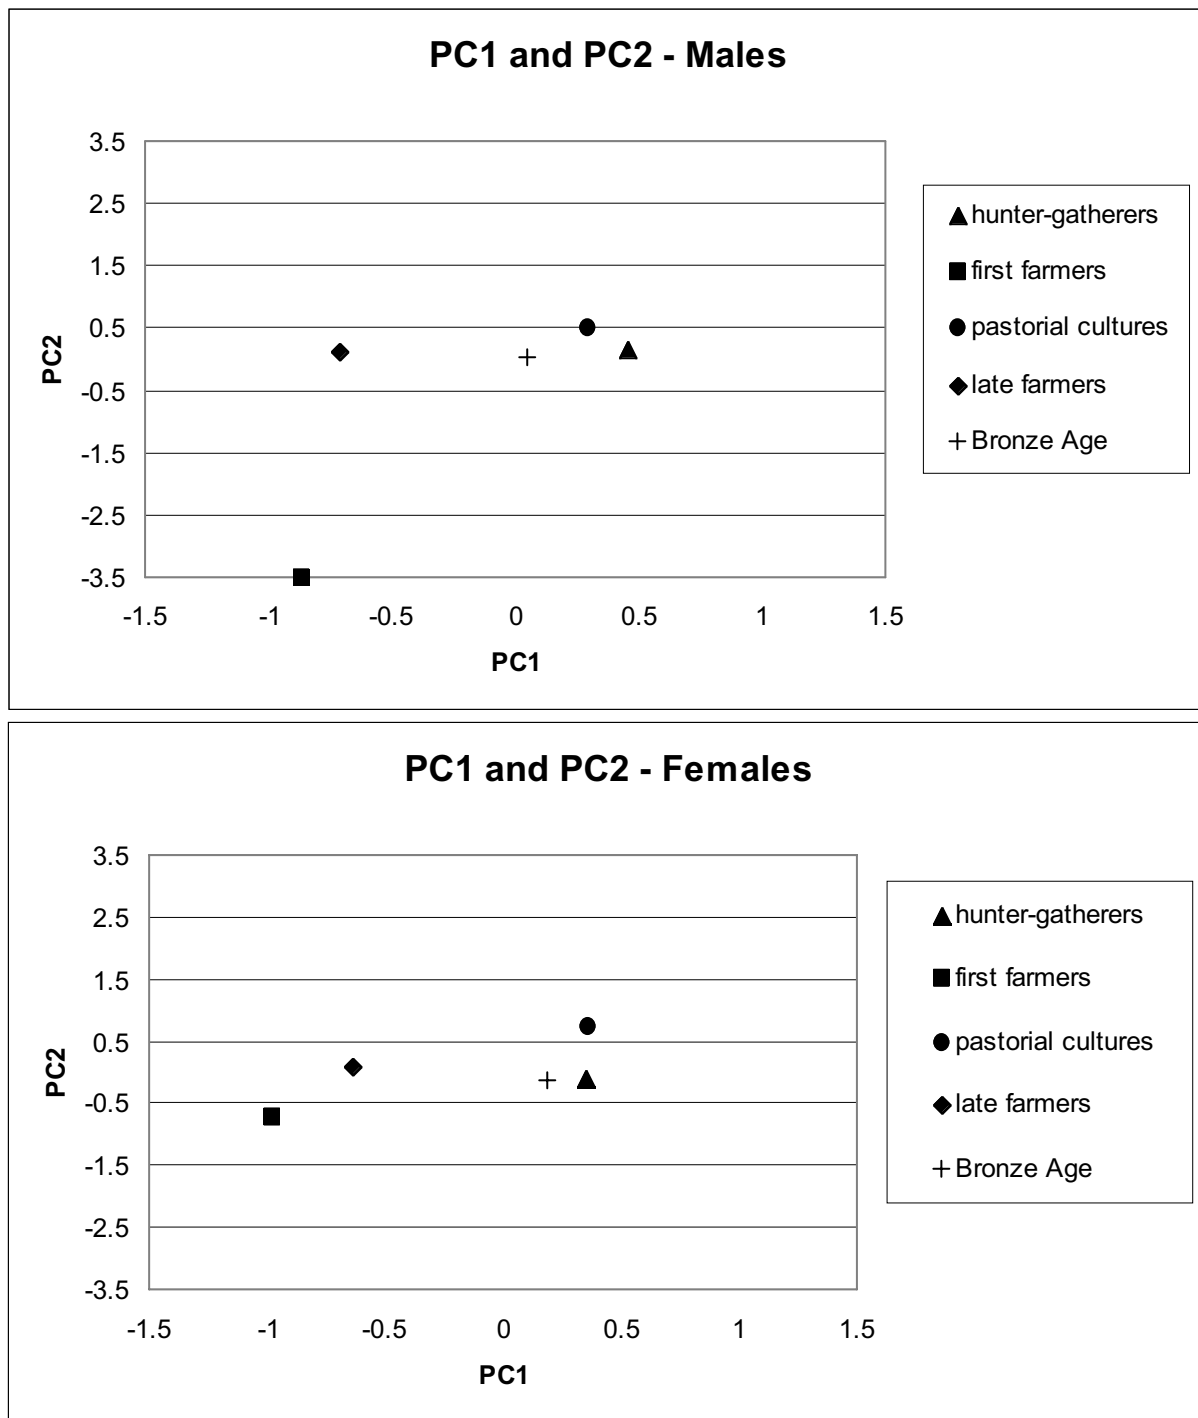 PC1 and PC2 - Males
3.5
2.5
1.5
0.5
-0.5
-1.5
-2.5
-3.5
PC2
-1.5 -1 -0.5 0 0.5 1 1.5
PC1
hunter-gatherers
first farmers
pastorial cultures
late farmers
Bronze Age
PC1 and PC2 - Females
3.5
2.5
1.5
0.5
-0.5
-1.5
-2.5
-3.5
PC2
-1.5 -1 -0.5 0 0.5 1 1.5
PC1
hunter-gatherers
first farmers
pastorial cultures
late farmers
Bronze Age